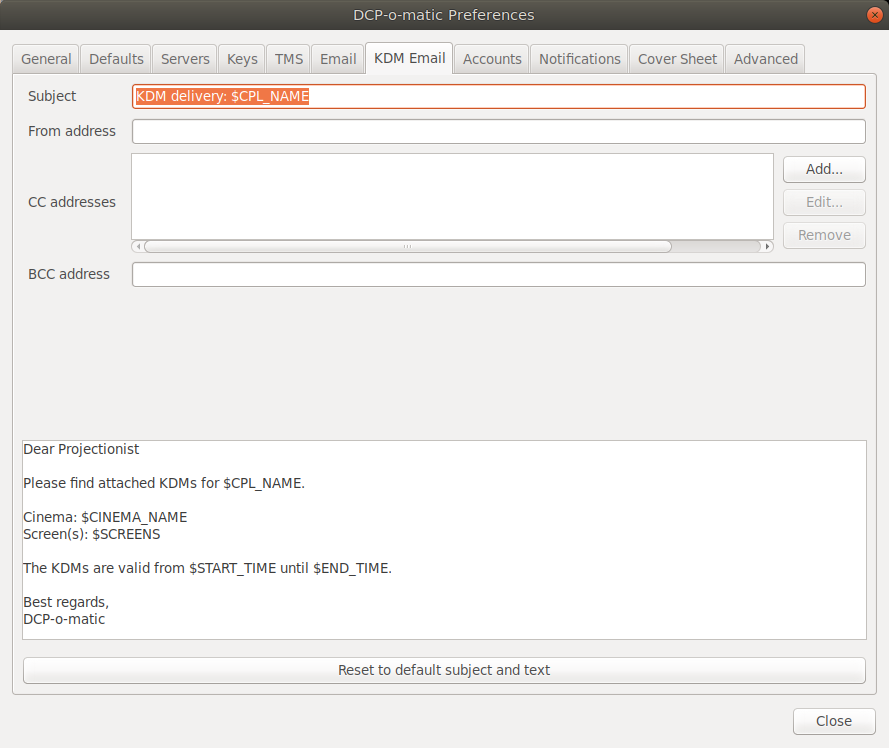 DCP-o-matic Preferences
General Defaults Servers Keys TMS Email KDM Email Accounts Notifications Cover Sheet Advanced
Subject KDM delivery: $CPL_NAME
From address
Add...
CC addresses Edit...
Remove
BCC address
Dear Projectionist
Please find attached KDMs for $CPL_NAME.
Cinema: $CINEMA_NAME
Screen(s): $SCREENS
The KDMs are valid from $START_TIME until $END_TIME.
Best regards,
DCP-o-matic
Reset to default subject and text
Close